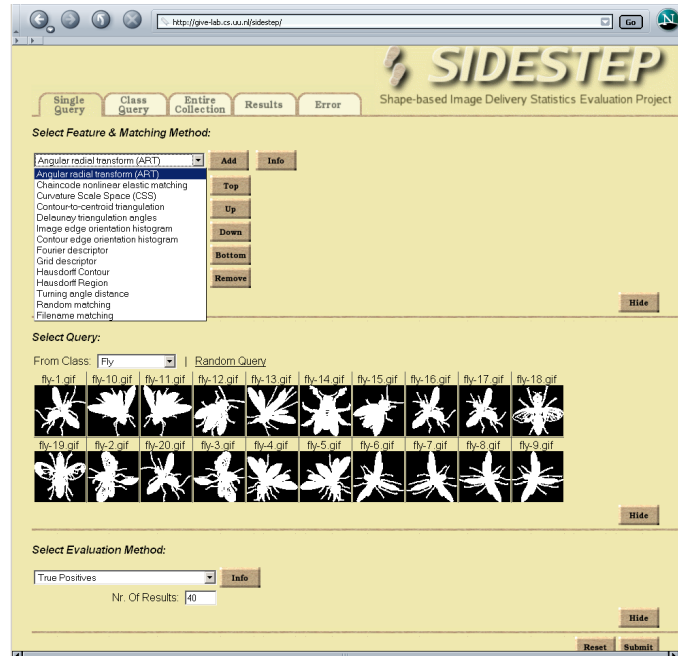 http://give-lab.cs.uu.nl/sidestep/
Go
N
SIDESTEP
Shape-based Image Delivery Statistics Evaluation Project
Single Query
Class Query
Entire Collection
Results
Error
Select Feature & Matching Method:
Angular radial transform (ART)
Add
Info
Angular radial transform (ART)
Chaincode nonlinear elastic matching
Curvature Scale Space (CSS)
Contour-to-centroid triangulation
Delaunay triangulation angles
Image edge orientation histogram
Contour edge orientation histogram
Fourier descriptor
Grid descriptor
Hausdorff Contour
Hausdorff Region
Turning angle distance
Random matching
Filename matching
Top
Up
Down
Bottom
Remove
Hide
Select Query:
From Class: Fly | Random Query
fly-1.gif fly-10.gif fly-11.gif fly-12.gif fly-13.gif fly-14.gif fly-15.gif fly-16.gif fly-17.gif fly-18.gif
fly-19.gif fly-2.gif fly-20.gif fly-3.gif fly-4.gif fly-5.gif fly-6.gif fly-7.gif fly-8.gif fly-9.gif
Hide
Select Evaluation Method:
True Positives
Info
Nr. Of Results: 40
Hide
Reset Submit